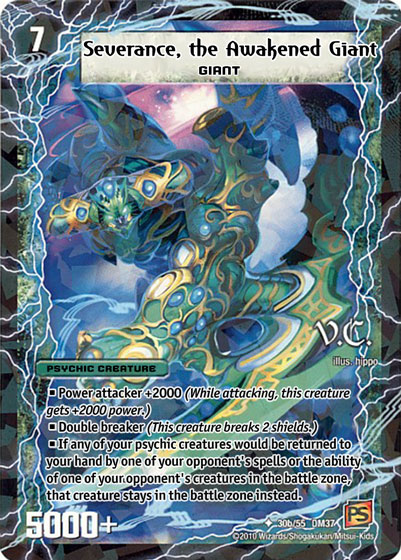 7
Severance, the Awakened Giant
GIANT
V.C.
illus. hippo
PSYCHIC CREATURE
■ Power attacker +2000 (While attacking, this creature
gets +2000 power.)
■ Double breaker (This creature breaks 2 shields.)
■ If any of your psychic creatures would be returned to
your hand by one of your opponent's spells or the ability
of one of your opponent's creatures in the battle zone,
that creature stays in the battle zone instead.
5000+
30b/55 DM37
PS
©2010 Wizards/Shogakukan/Mitsui-Kids